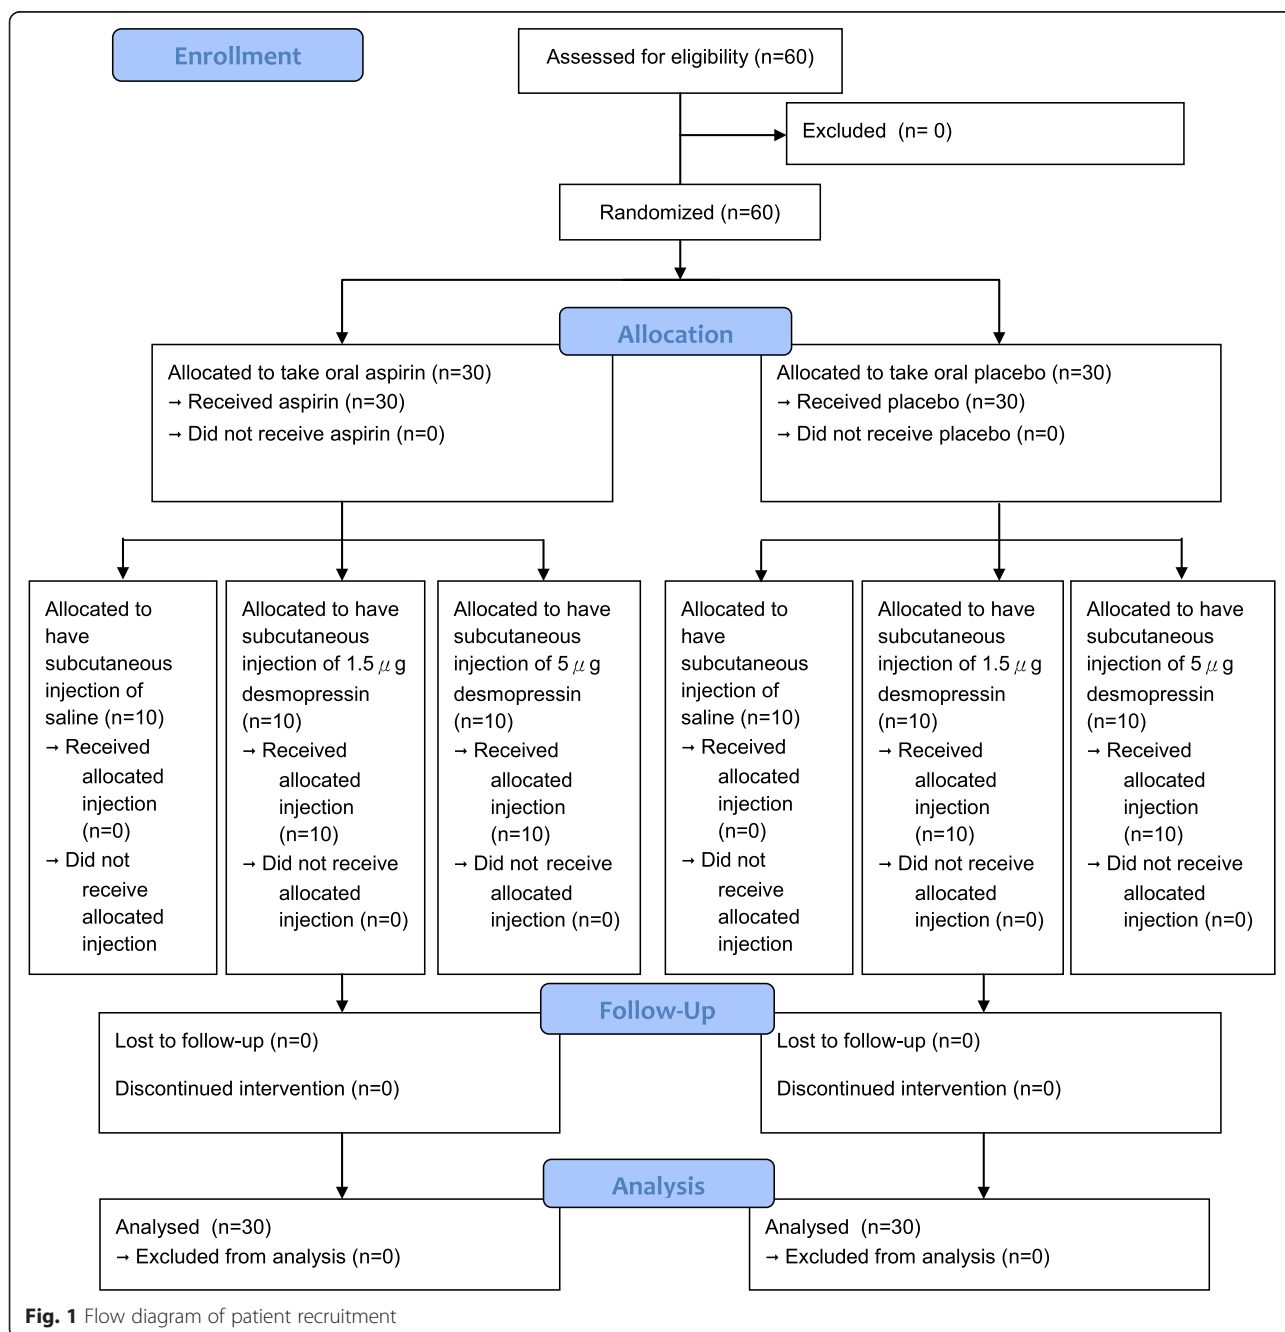 Enrollment
Assessed for eligibility (n=60)
Excluded (n= 0)
Randomized (n=60)
Allocation
Allocated to take oral aspirin (n=30)
→ Received aspirin (n=30)
→ Did not receive aspirin (n=0)
Allocated to take oral placebo (n=30)
→ Received placebo (n=30)
→ Did not receive placebo (n=0)
Allocated to
have
subcutaneous
injection of
saline (n=10)
→ Received
allocated
injection
(n=0)
→ Did not
receive
allocated
injection
Allocated to have
subcutaneous
injection of 1.5 μg
desmopressin
(n=10)
→ Received
allocated
injection
(n=10)
→ Did not receive
allocated
injection (n=0)
Allocated to have
subcutaneous
injection of 5 μg
desmopressin
(n=10)
→ Received
allocated
injection
(n=10)
→ Did not receive
allocated
injection (n=0)
Allocated to
have
subcutaneous
injection of
saline (n=10)
→ Received
allocated
injection
(n=0)
→ Did not
receive
allocated
injection
Allocated to have
subcutaneous
injection of 1.5 μg
desmopressin
(n=10)
→ Received
allocated
injection
(n=10)
→ Did not receive
allocated
injection (n=0)
Allocated to have
subcutaneous
injection of 5 μg
desmopressin
(n=10)
→ Received
allocated
injection
(n=10)
→ Did not receive
allocated
injection (n=0)
Follow-Up
Lost to follow-up (n=0)
Discontinued intervention (n=0)
Lost to follow-up (n=0)
Discontinued intervention (n=0)
Analysis
Analysed (n=30)
→ Excluded from analysis (n=0)
Analysed (n=30)
→ Excluded from analysis (n=0)
Fig. 1 Flow diagram of patient recruitment